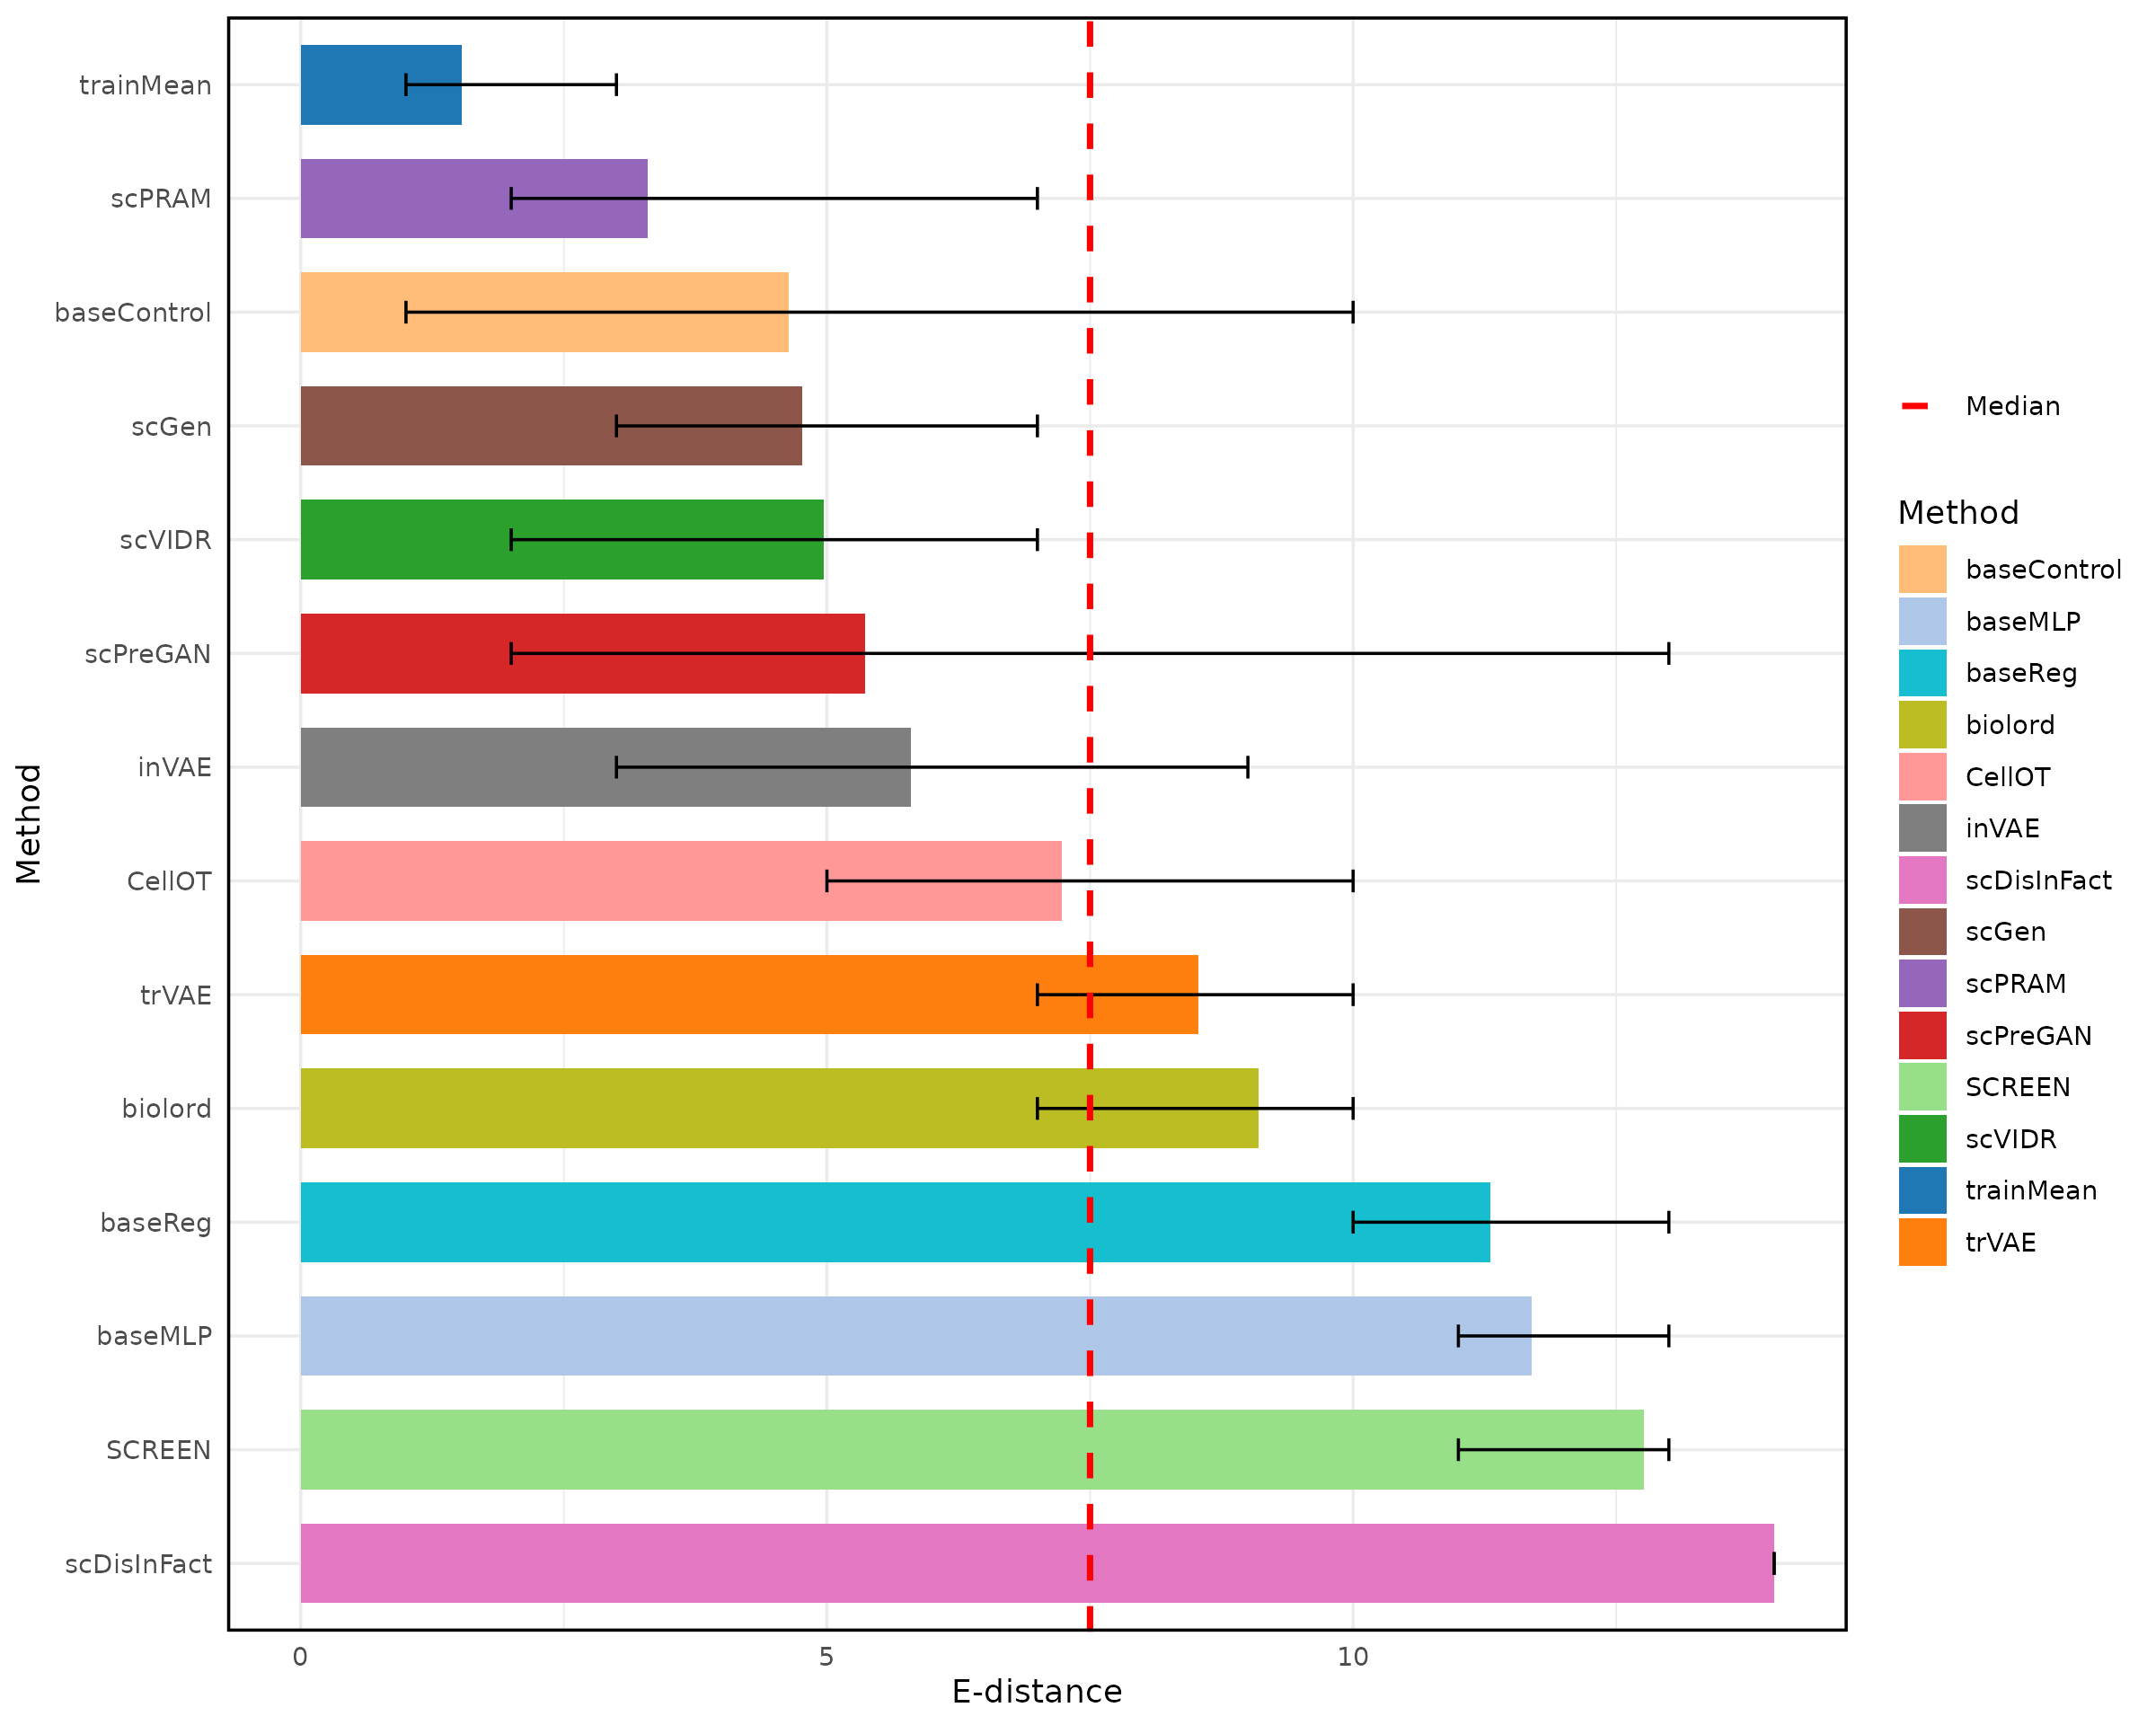 trainMean
scPRAM
baseControl
scGen
scVIDR
scPreGAN
inVAE
CellOT
trVAE
biolord
baseReg
baseMLP
SCREEN
scDisInFact
Method
0 5 10
E-distance
Median
Method
baseControl
baseMLP
baseReg
biolord
CellOT
inVAE
scDisInFact
scGen
scPRAM
scPreGAN
SCREEN
scVIDR
trainMean
trVAE